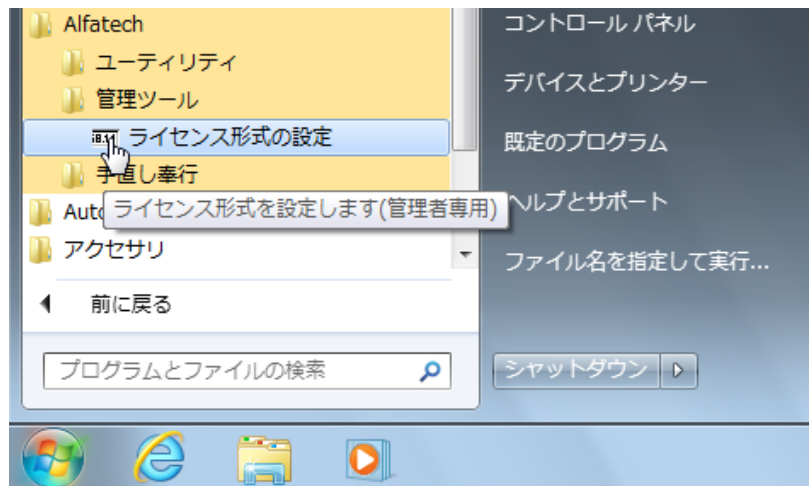 Alfatech
ユーティリティ
管理ツール
ライセンス形式の設定
手直し奉行
ライセンス形式を設定します(管理者専用)
アクセサリ
前に戻る
プログラムとファイルの検索
コントロール パネル
デバイスとプリンター
既定のプログラム
ヘルプとサポート
ファイル名を指定して実行...
シャットダウン